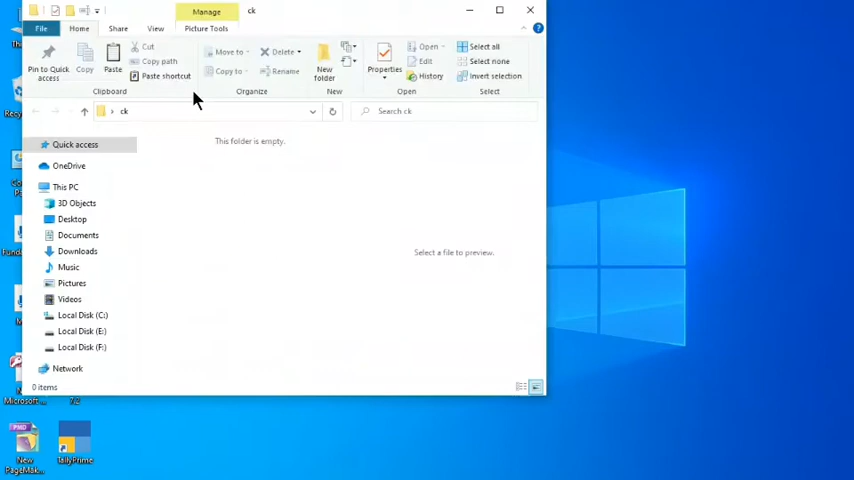 Manage
ck
File
Home
Share
View
Picture Tools
Pin to Quick access
Copy
Paste
Cut
Copy path
Paste shortcut
Clipboard
Move to
Copy to
Delete
Rename
Organize
New folder
New
Properties
Open
Edit
History
Open
Select all
Select none
Invert selection
Select
ck
Search ck
This folder is empty.
Select a file to preview.
Quick access
OneDrive
This PC
3D Objects
Desktop
Documents
Downloads
Music
Pictures
Videos
Local Disk (C:)
Local Disk (E:)
Local Disk (F:)
Network
0 items
Microsoft...
7.2
New PageMak...
TallyPrime